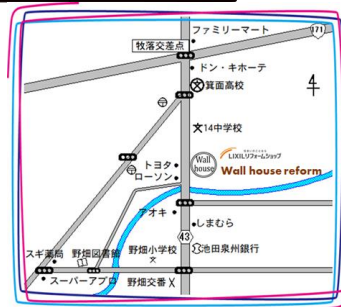 ファミリーマート
171
牧落交差点
ドン・キホーテ
箕面高校
4
14中学校
LIXILリフォームショップ
Wall
house
Wall house reform
トヨタ
ローソン
アオキ
しまむら
43
スギ薬局
野畑図書館
野畑小学校
池田泉州銀行
スーパーアプロ
野畑交番